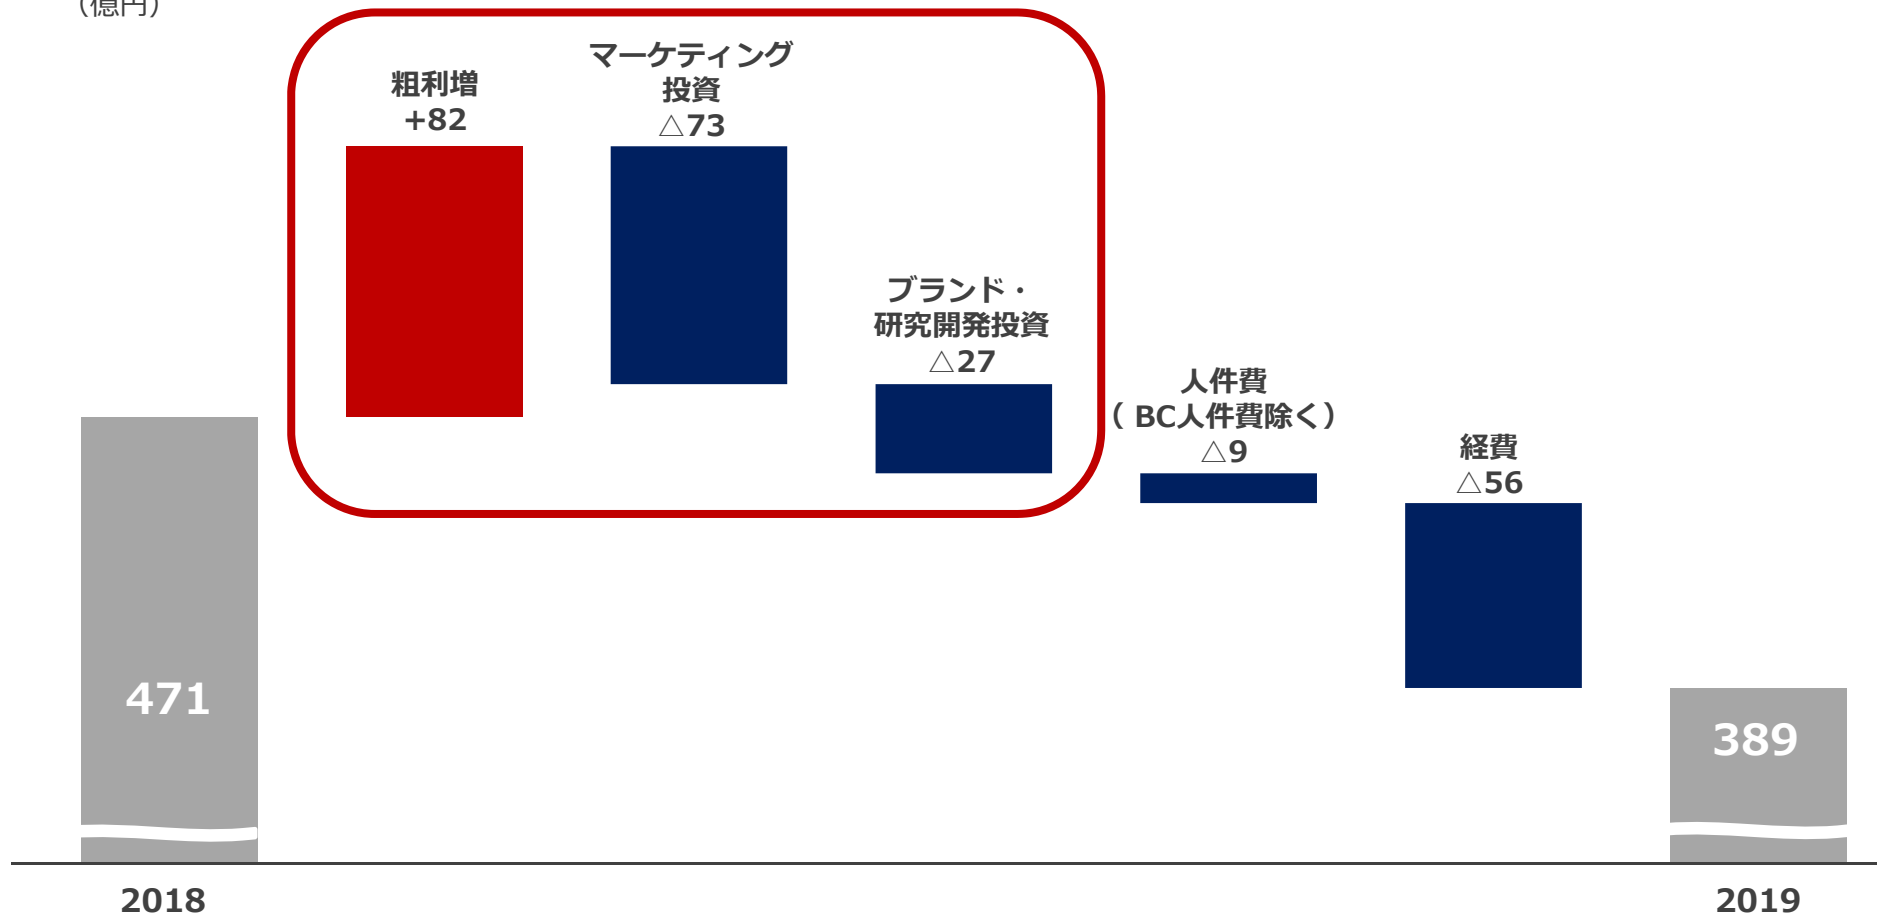 （億円）
粗利増
+82
マーケティング
投資
△73
ブランド・
研究開発投資
△27
人件費
（ BC人件費除く）
△9
経費
△56
471
389
2018
2019